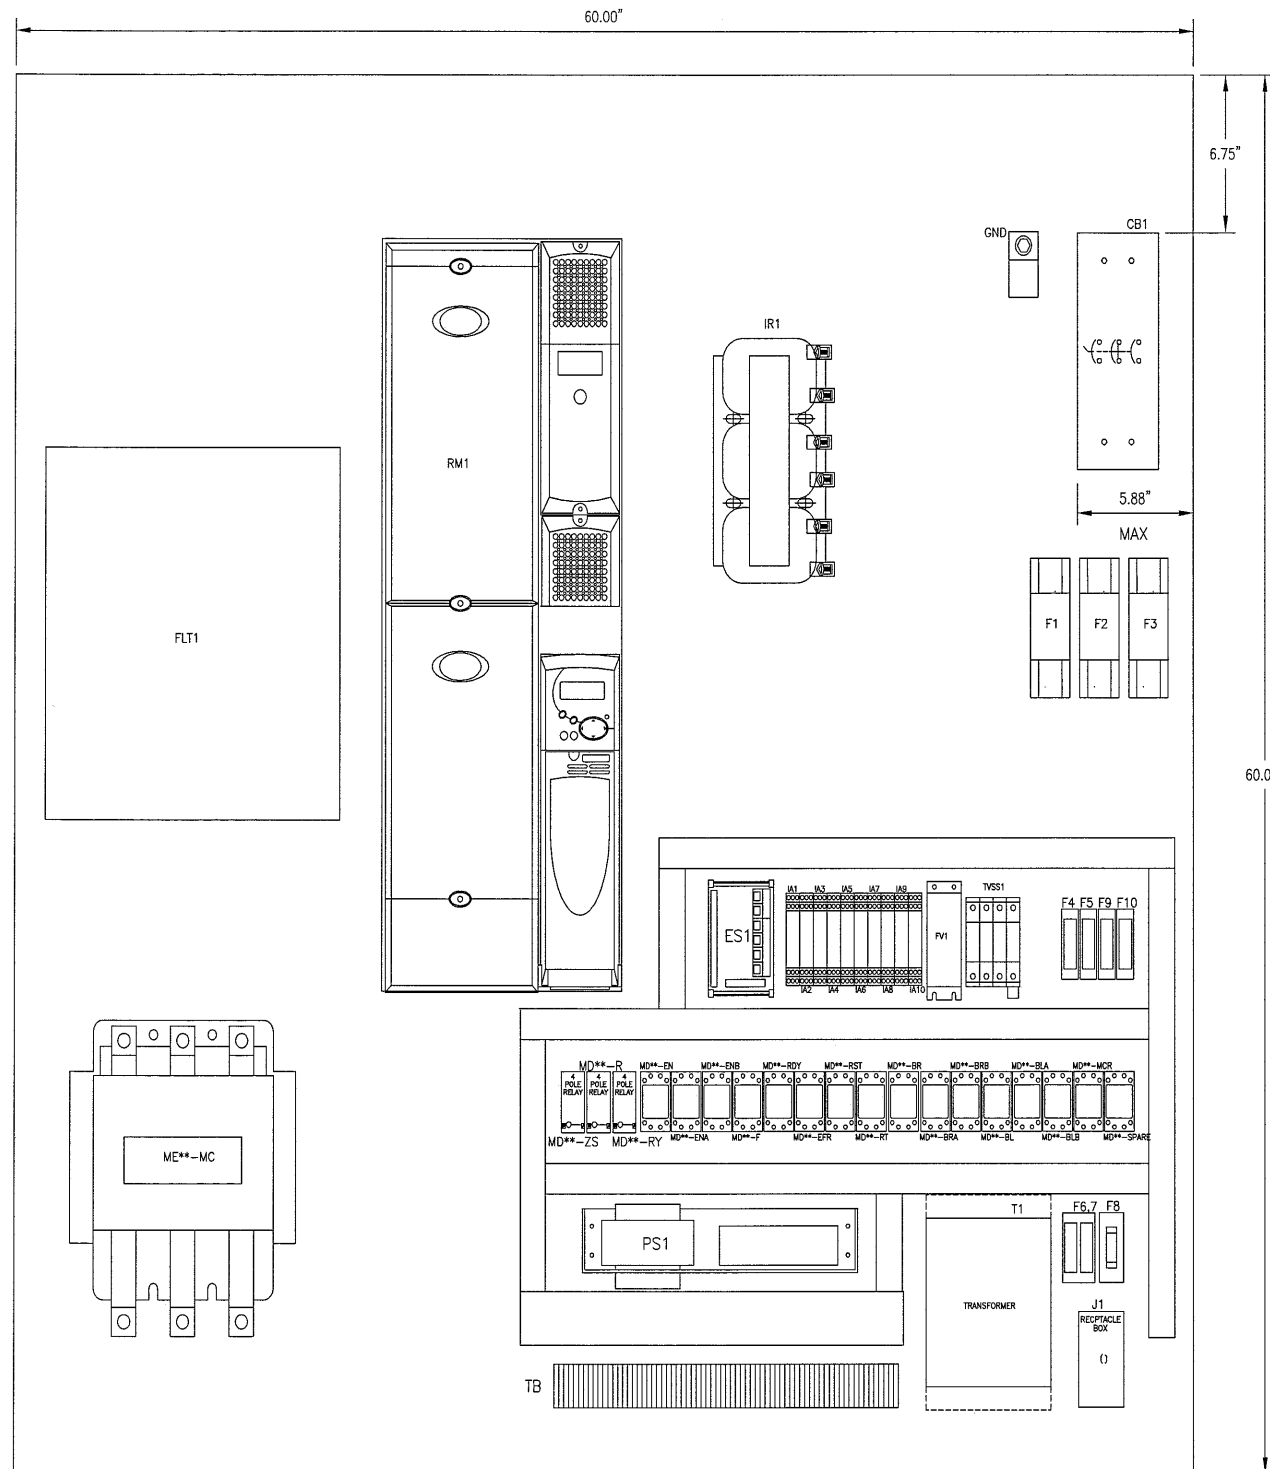 60.00"
6.75"
GND
CB1
IR1
RM1
5.88"
MAX
F1 F2 F3
FLT1
60.0
IA1 IA3 IA5 IA7 IA9
TVSS1
F4 F5 F9 F10
ES1
FV1
IA2 IA4 IA6 IA8 IA10
MD**-R MD**-EN MD**-ENB MD**-RDY MD**-RST MD**-BR MD**-BRB MD**-BLA MD**-MCR
4 POLE RELAY
4 POLE RELAY
4 POLE RELAY
MD**-ZS MD**-RY MD**-ENA MD**-F MD**-EFR MD**-RT MD**-BRA MD**-BL MD**-BLB MD**-SPARE
ME**-MC
T1
F6,7 F8
PS1
TRANSFORMER
J1
RECPTACLE
BOX
()
TB